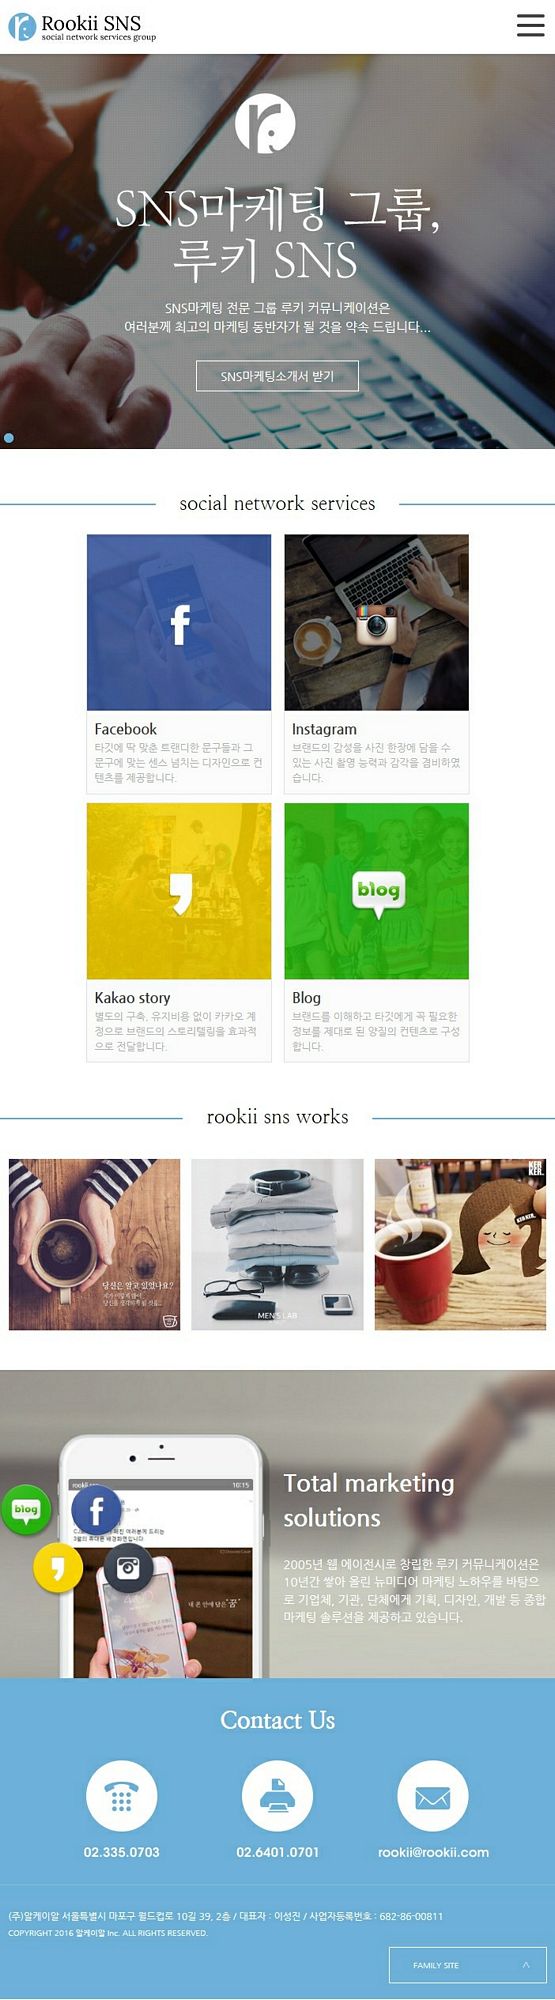 Rookii SNS
social network services group
SNS마케팅 그룹,
루키 SNS
SNS마케팅 전문 그룹 루키 커뮤니케이션은
여러분께 최고의 마케팅 동반자가 될 것을 약속 드립니다...
SNS마케팅소개서 받기
social network services
Facebook
타깃에 딱 맞춘 트랜디한 문구들과 그
문구에 맞는 센스 넘치는 디자인으로 컨
텐츠를 제공합니다.
Instagram
브랜드의 감성을 사진 한장에 담을 수
있는 사진 촬영 능력과 감각을 겸비하였
습니다.
blog
Kakao story
별도의 구축, 유지비용 없이 카카오 계
정으로 브랜드의 스토리텔링을 효과적
으로 전달합니다.
Blog
브랜드를 이해하고 타깃에게 꼭 필요한
정보를 제대로 된 양질의 컨텐츠로 구성
합니다.
rookii sns works
당신은 알고 있었나요?
MEN'S LAB
KER
KER
10:15
blog
내 폰 안에 담은 "꿈"
Total marketing
solutions
2005년 웹 에이전시로 창립한 루키 커뮤니케이션은
10년간 쌓아 올린 뉴미디어 마케팅 노하우를 바탕으
로 기업체, 기관, 단체에게 기획, 디자인, 개발 등 종합
마케팅 솔루션을 제공하고 있습니다.
Contact Us
02.335.0703
02.6401.0701
rookii@rookii.com
(주)알케이알 서울특별시 마포구 월드컵로 10길 39, 2층 / 대표자 : 이성진 / 사업자등록번호 : 682-86-00811
COPYRIGHT 2016 알케이알 Inc. ALL RIGHTS RESERVED.
FAMILY SITE